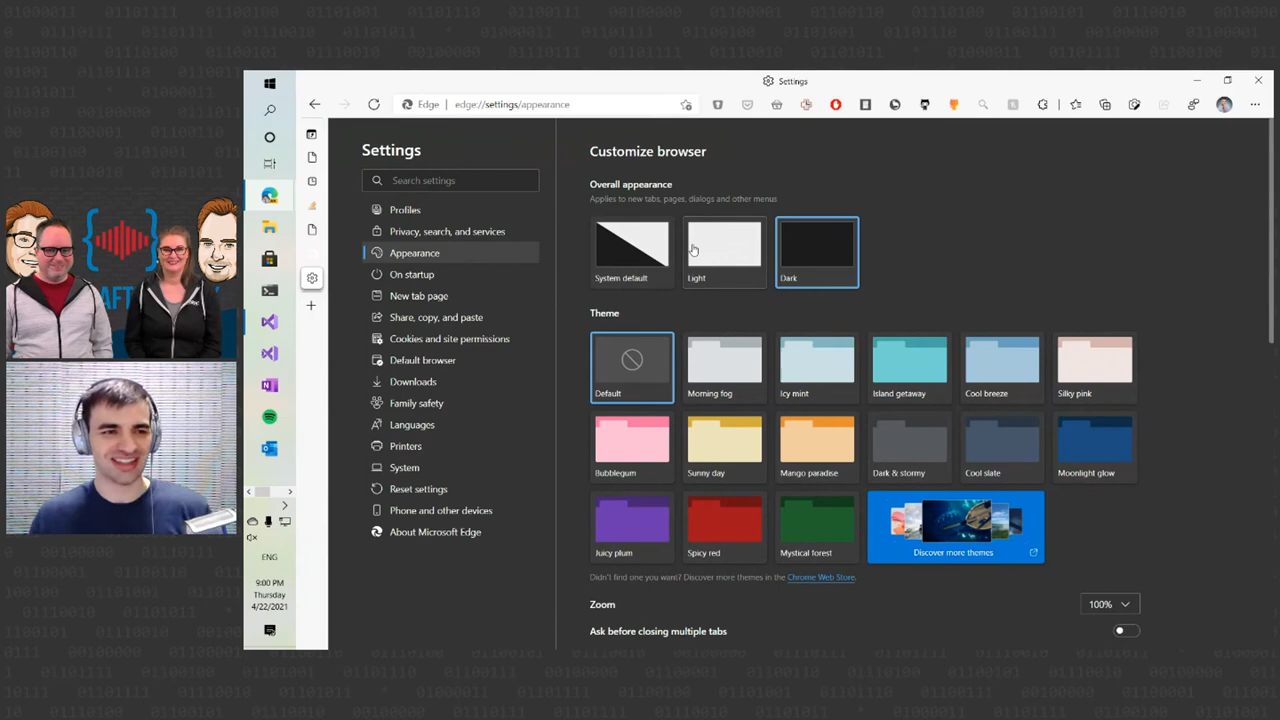 Settings
Edge
edge://settings/appearance
Settings
Search settings
Profiles
Privacy, search, and services
Appearance
On startup
New tab page
Share, copy, and paste
Cookies and site permissions
Default browser
Downloads
Family safety
Languages
Printers
System
Reset settings
Phone and other devices
About Microsoft Edge
Customize browser
Overall appearance
Applies to new tabs, pages, dialogs and other menus
System default
Light
Dark
Theme
Default
Morning fog
Icy mint
Island getaway
Cool breeze
Silky pink
Bubblegum
Sunny day
Mango paradise
Dark & stormy
Cool slate
Moonlight glow
Juicy plum
Spicy red
Mystical forest
Discover more themes
Didn't find one you want? Discover more themes in the Chrome Web Store.
Zoom
100%
Ask before closing multiple tabs
ENG
9:00 PM
Thursday
4/22/2021